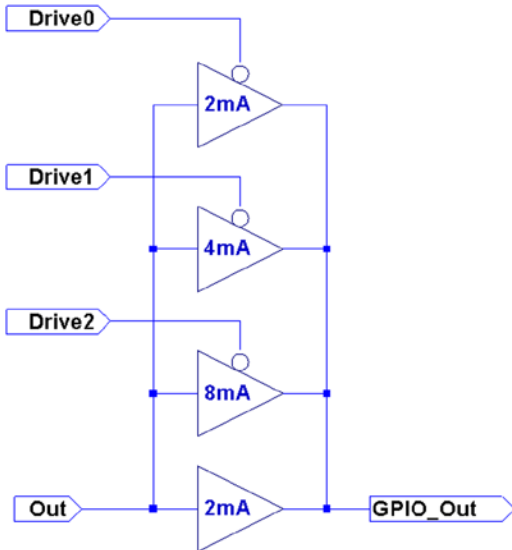 Drive0
2mA
Drive1
4mA
Drive2
8mA
Out
2mA
GPIO_Out